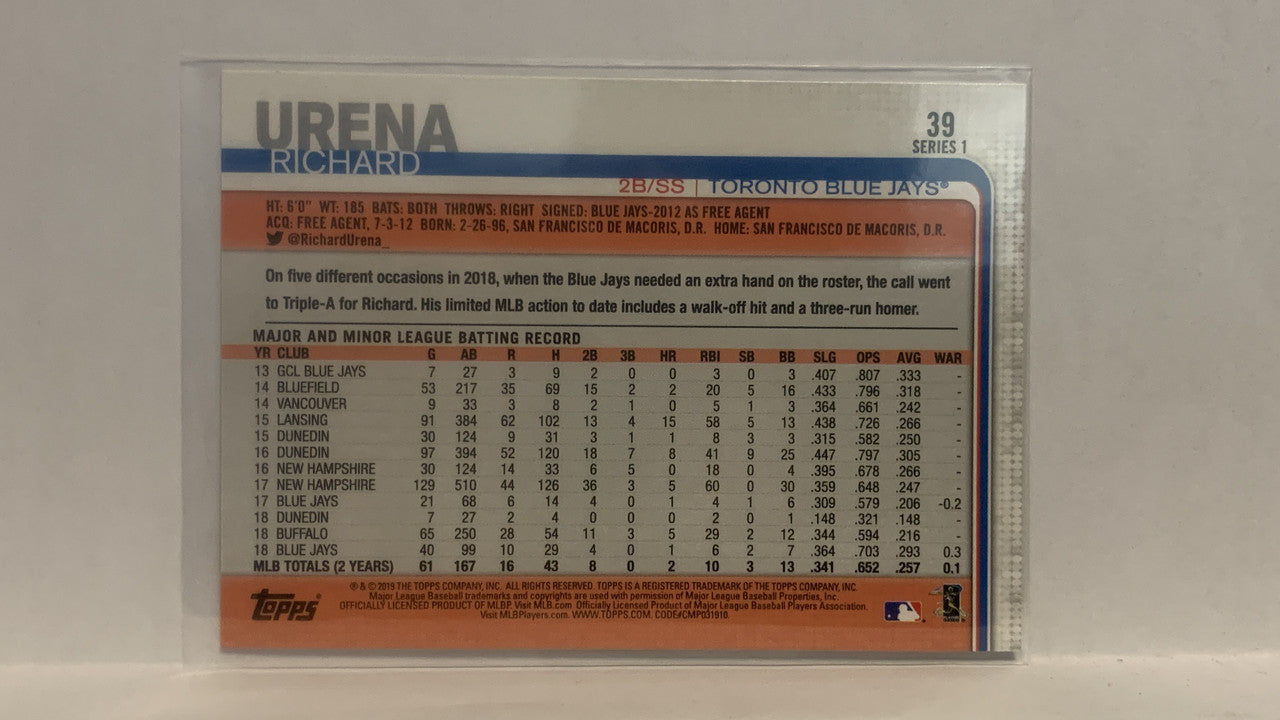 URENA
RICHARD
39
SERIES 1
2B/SS | TORONTO BLUE JAYS®
HT: 6'0" WT: 185 BATS: BOTH THROWS: RIGHT SIGNED: BLUE JAYS-2012 AS FREE AGENT
ACQ: FREE AGENT, 7-3-12 BORN: 2-26-96, SAN FRANCISCO DE MACORIS, D.R. HOME: SAN FRANCISCO DE MACORIS, D.R.
@RichardUrena_
On five different occasions in 2018, when the Blue Jays needed an extra hand on the roster, the call went
to Triple-A for Richard. His limited MLB action to date includes a walk-off hit and a three-run homer.
MAJOR AND MINOR LEAGUE BATTING RECORD
YR CLUB G AB R H 2B 3B HR RBI SB BB SLG OPS AVG WAR
13 GCL BLUE JAYS 7 27 3 9 2 0 0 3 0 3 .407 .807 .333 -
14 BLUEFIELD 53 217 35 69 15 2 2 20 5 16 .433 .796 .318 -
14 VANCOUVER 9 33 3 8 2 1 0 5 1 3 .364 .661 .242 -
15 LANSING 91 384 62 102 13 4 15 58 5 13 .438 .726 .266 -
15 DUNEDIN 30 124 9 31 3 1 1 8 3 3 .315 .582 .250 -
16 DUNEDIN 97 394 52 120 18 7 8 41 9 25 .447 .797 .305 -
16 NEW HAMPSHIRE 30 124 14 33 6 5 0 18 0 4 .395 .678 .266 -
17 NEW HAMPSHIRE 129 510 44 126 36 3 5 60 0 30 .359 .648 .247 -
17 BLUE JAYS 21 68 6 14 4 0 1 4 1 6 .309 .579 .206 -0.2
18 DUNEDIN 7 27 2 4 0 0 0 2 0 1 .148 .321 .148 -
18 BUFFALO 65 250 28 54 11 3 5 29 2 12 .344 .594 .216 -
18 BLUE JAYS 40 99 10 29 4 0 1 6 2 7 .364 .703 .293 0.3
MLB TOTALS (2 YEARS) 61 167 16 43 8 0 2 10 3 13 .341 .652 .257 0.1
® & © 2019 THE TOPPS COMPANY, INC. ALL RIGHTS RESERVED. TOPPS IS A REGISTERED TRADEMARK OF THE TOPPS COMPANY, INC.
Major League Baseball trademarks and copyrights are used with permission of Major League Baseball Properties, Inc.
OFFICIALLY LICENSED PRODUCT OF MLBP. Visit MLB.com Officially Licensed Product of Major League Baseball Players Association.
Visit MLBPlayers.com. WWW.TOPPS.COM. CODE#CMP031910.
TOPPS®